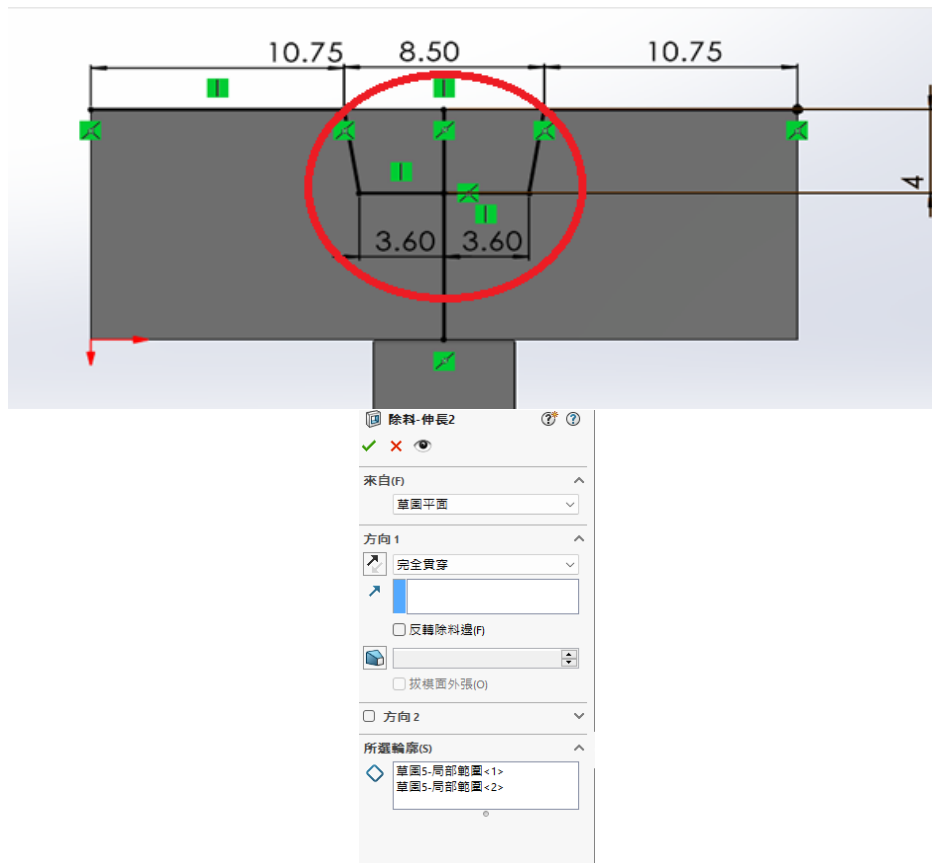 10.75 8.50 10.75
4
3.60 3.60
除料-伸長2
來自(F)
草圖平面
方向 1
完全貫穿
反轉除料邊(F)
拔模面外張(O)
方向 2
所選輪廓(S)
草圖5-局部範圍<1>
草圖5-局部範圍<2>